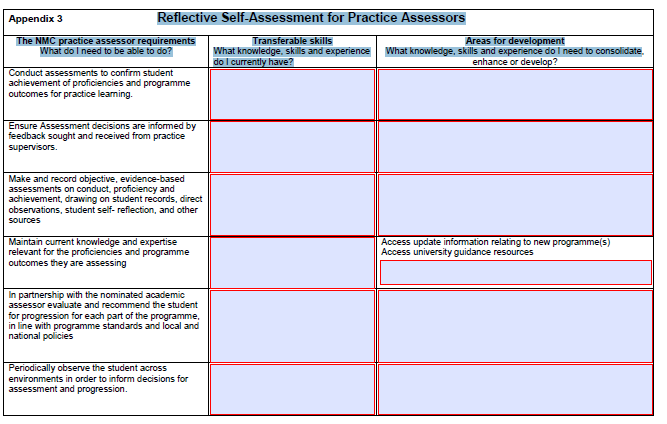 Appendix 3
Reflective Self-Assessment for Practice Assessors
The NMC practice assessor requirements
What do I need to be able to do?
Transferable skills
What knowledge, skills and experience
do I currently have?
Areas for development
What knowledge, skills and experience do I need to consolidate,
enhance or develop?
Conduct assessments to confirm student
achievement of proficiencies and programme
outcomes for practice learning.
Ensure Assessment decisions are informed by
feedback sought and received from practice
supervisors.
Make and record objective, evidence-based
assessments on conduct, proficiency and
achievement, drawing on student records, direct
observations, student self- reflection, and other
sources
Maintain current knowledge and expertise
relevant for the proficiencies and programme
outcomes they are assessing
Access update information relating to new programme(s)
Access university guidance resources
In partnership with the nominated academic
assessor evaluate and recommend the student
for progression for each part of the programme,
in line with programme standards and local and
national policies
Periodically observe the student across
environments in order to inform decisions for
assessment and progression.